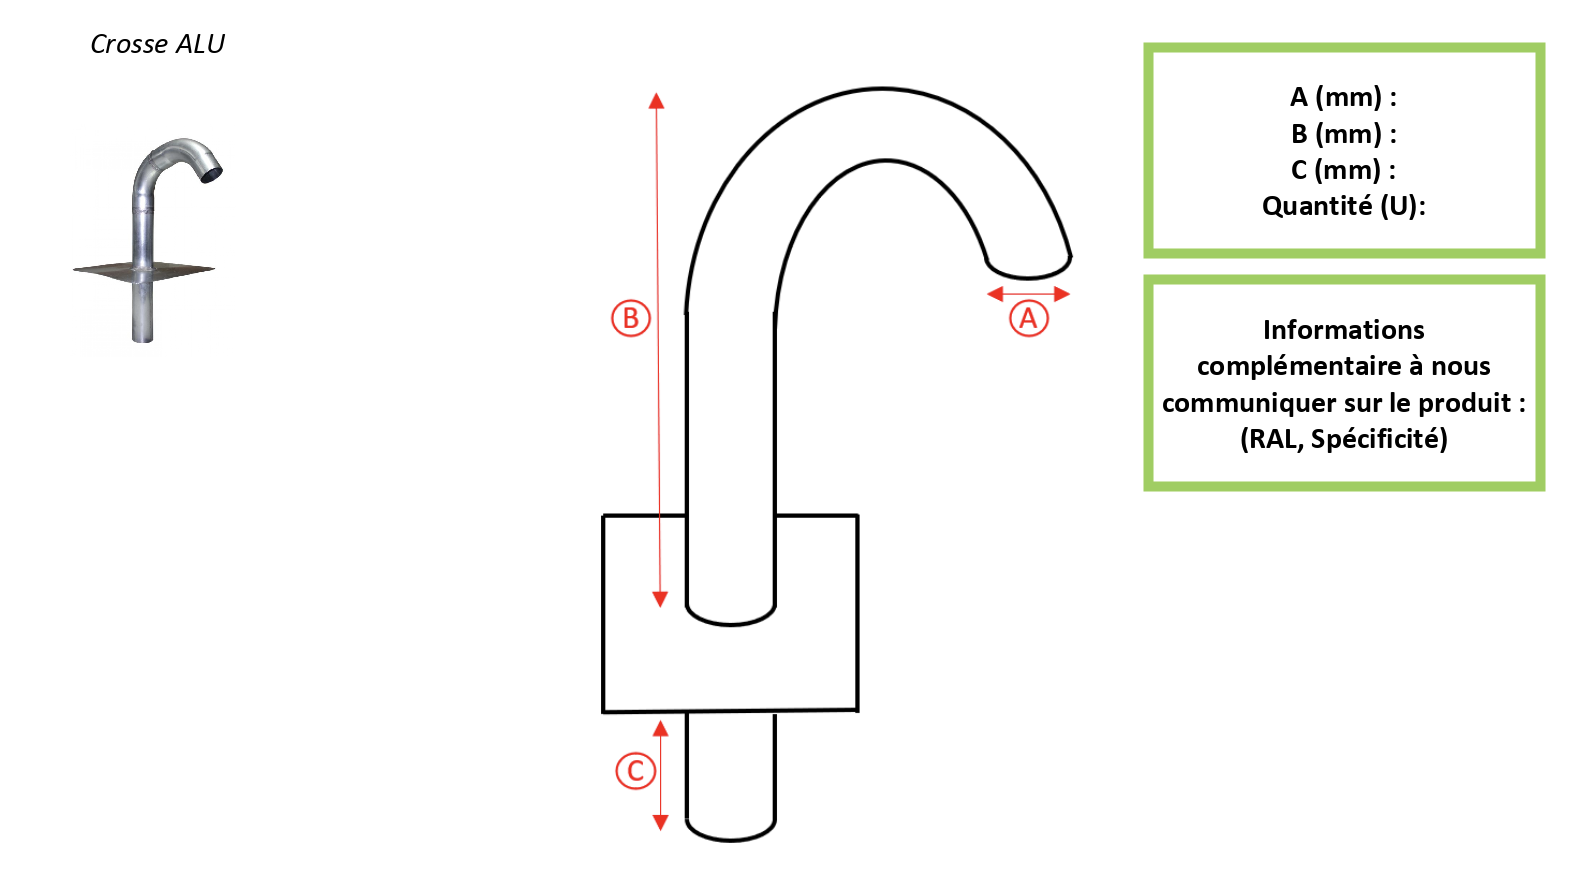 Crosse ALU
A (mm) :
B (mm) :
C (mm) :
Quantité (U):
Informations
complémentaire à nous
communiquer sur le produit :
(RAL, Spécificité)
B
A
C